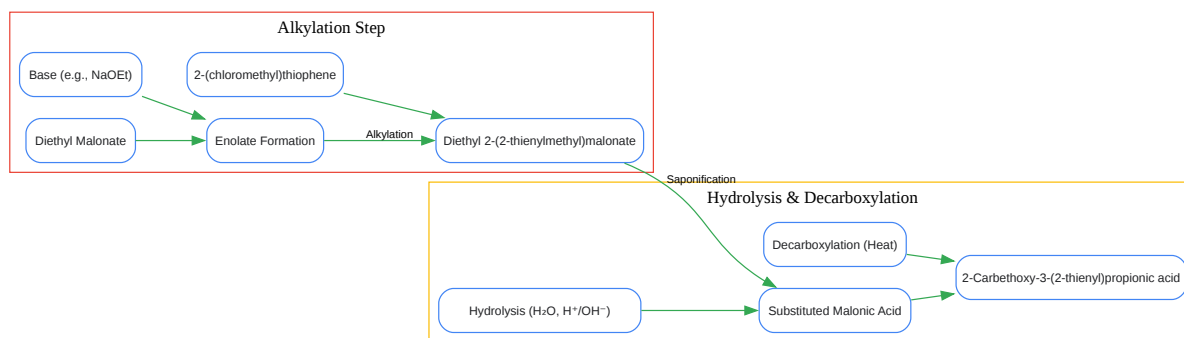 Alkylation Step
Base (e.g., NaOEt)
2-(chloromethyl)thiophene
Diethyl Malonate
Enolate Formation
Alkylation
Diethyl 2-(2-thienylmethyl)malonate
Saponification
Hydrolysis & Decarboxylation
Decarboxylation (Heat)
2-Carbethoxy-3-(2-thienyl)propionic acid
Hydrolysis (H₂O, H⁺/OH⁻)
Substituted Malonic Acid